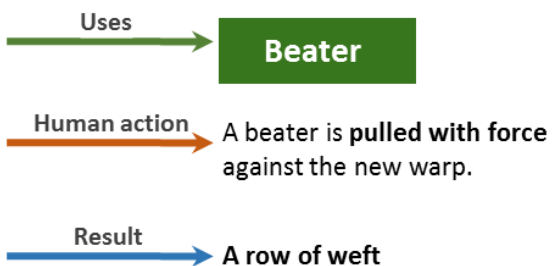 Uses
Beater
Human action
A beater is pulled with force
against the new warp.
Result
A row of weft